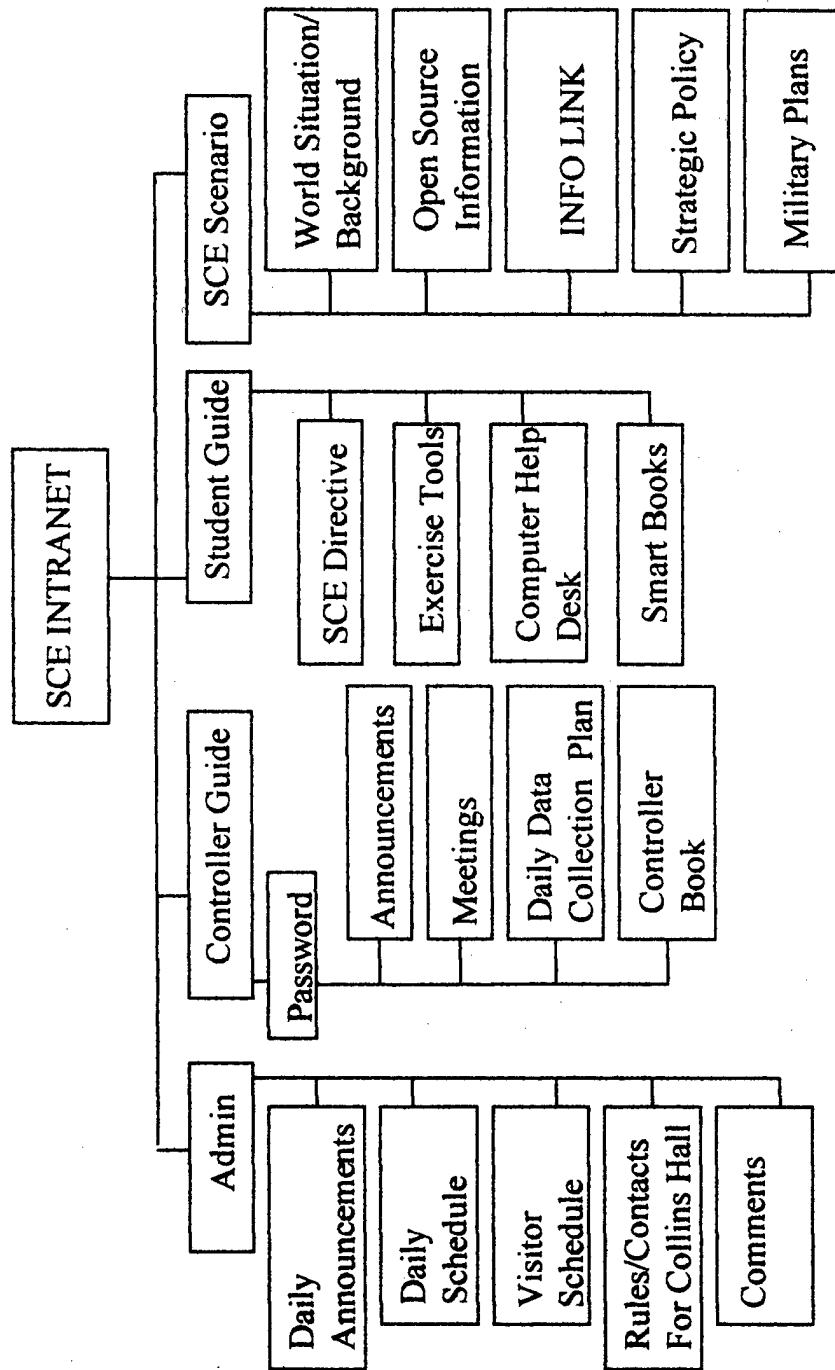 SCE INTRANET
Admin
Daily
Announcements
Daily
Schedule
Visitor
Schedule
Rules/Contacts
For Collins Hall
Comments
Controller Guide
Password
Announcements
Meetings
Daily Data
Collection Plan
Controller
Book
Student Guide
SCE Directive
Exercise Tools
Computer Help
Desk
Smart Books
SCE Scenario
World Situation/
Background
Open Source
Information
INFO LINK
Strategic Policy
Military Plans